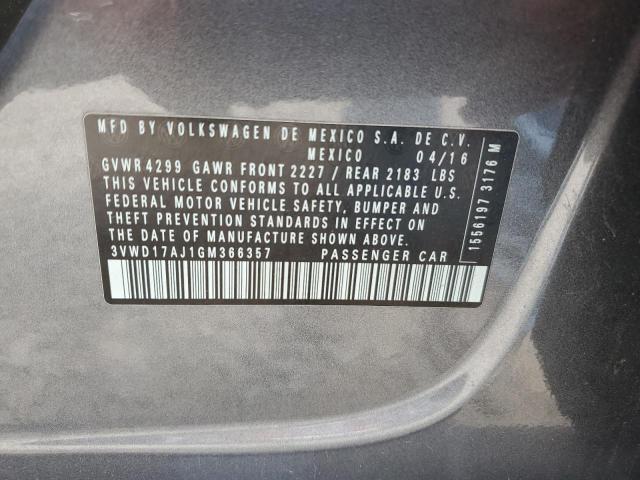 MFD BY VOLKSWAGEN DE MEXICO S.A. DE C.V.
MEXICO 04/16
GVWR 4299 GAWR FRONT 2227 / REAR 2183 LBS
THIS VEHICLE CONFORMS TO ALL APPLICABLE U.S.
FEDERAL MOTOR VEHICLE SAFETY, BUMPER AND
THEFT PREVENTION STANDARDS IN EFFECT ON
THE DATE OF MANUFACTURE SHOWN ABOVE.
3VWD17AJ1GM366357 PASSENGER CAR
1556197 3176 M